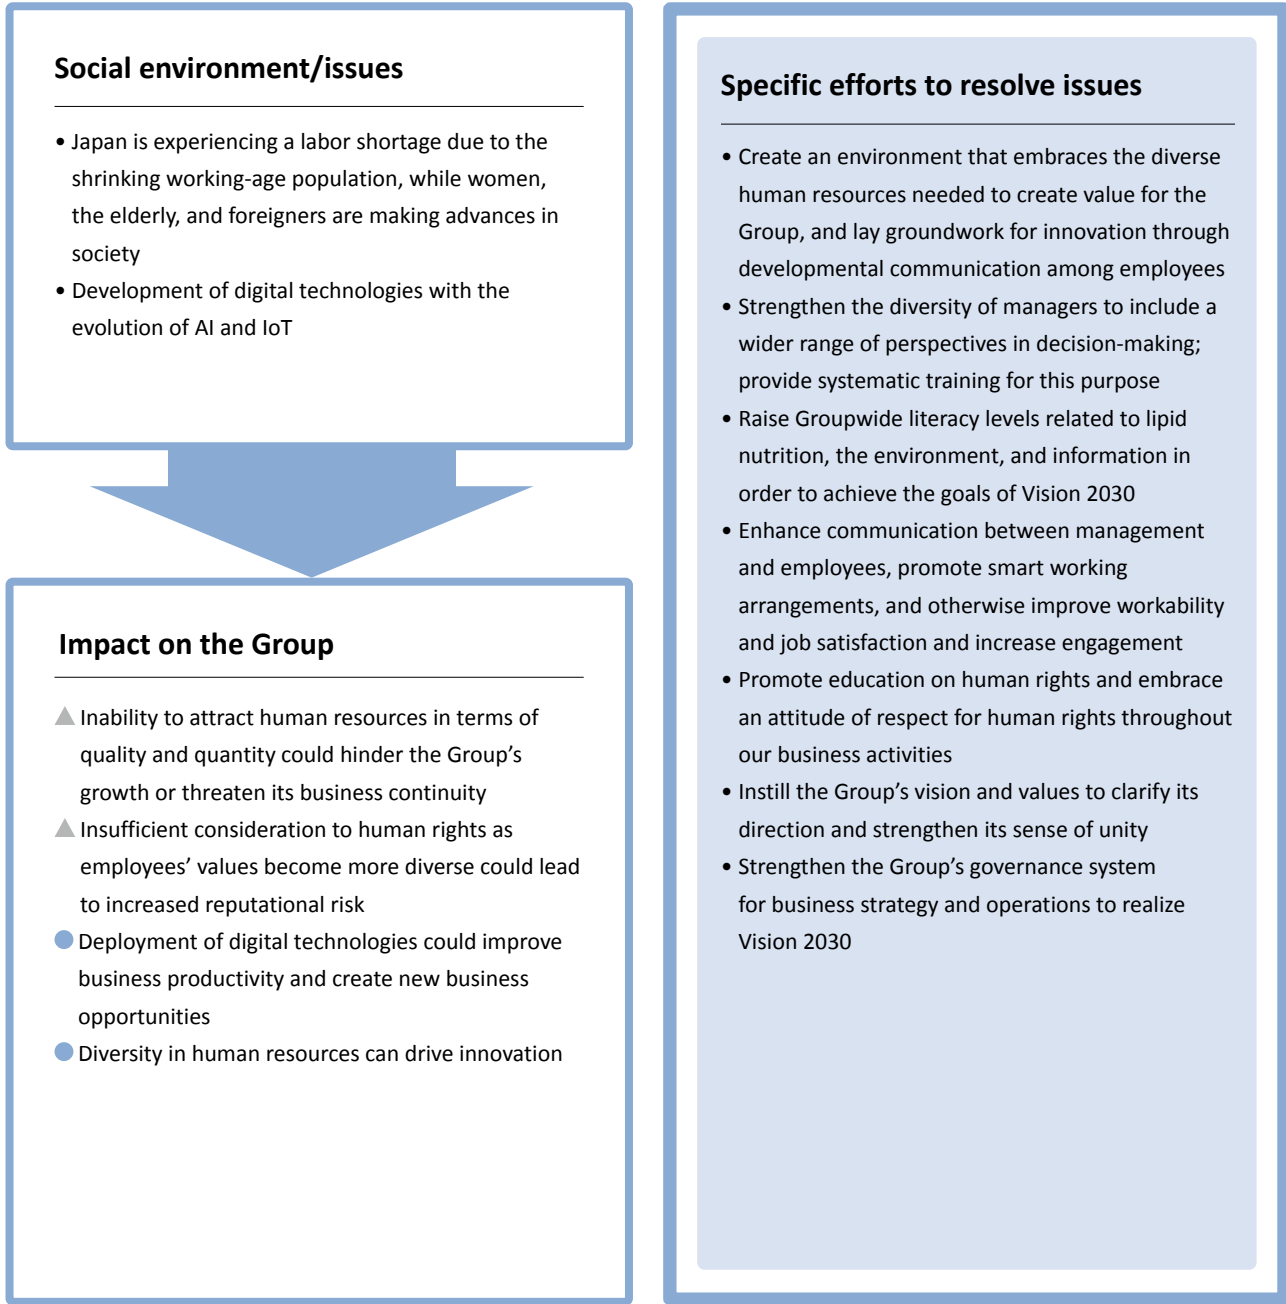 Social environment/issues
• Japan is experiencing a labor shortage due to the
shrinking working-age population, while women,
the elderly, and foreigners are making advances in
society
• Development of digital technologies with the
evolution of AI and IoT
Impact on the Group
▲ Inability to attract human resources in terms of
quality and quantity could hinder the Group’s
growth or threaten its business continuity
▲ Insufficient consideration to human rights as
employees’ values become more diverse could lead
to increased reputational risk
● Deployment of digital technologies could improve
business productivity and create new business
opportunities
● Diversity in human resources can drive innovation
Specific efforts to resolve issues
• Create an environment that embraces the diverse
human resources needed to create value for the
Group, and lay groundwork for innovation through
developmental communication among employees
• Strengthen the diversity of managers to include a
wider range of perspectives in decision-making;
provide systematic training for this purpose
• Raise Groupwide literacy levels related to lipid
nutrition, the environment, and information in
order to achieve the goals of Vision 2030
• Enhance communication between management
and employees, promote smart working
arrangements, and otherwise improve workability
and job satisfaction and increase engagement
• Promote education on human rights and embrace
an attitude of respect for human rights throughout
our business activities
• Instill the Group’s vision and values to clarify its
direction and strengthen its sense of unity
• Strengthen the Group’s governance system
for business strategy and operations to realize
Vision 2030